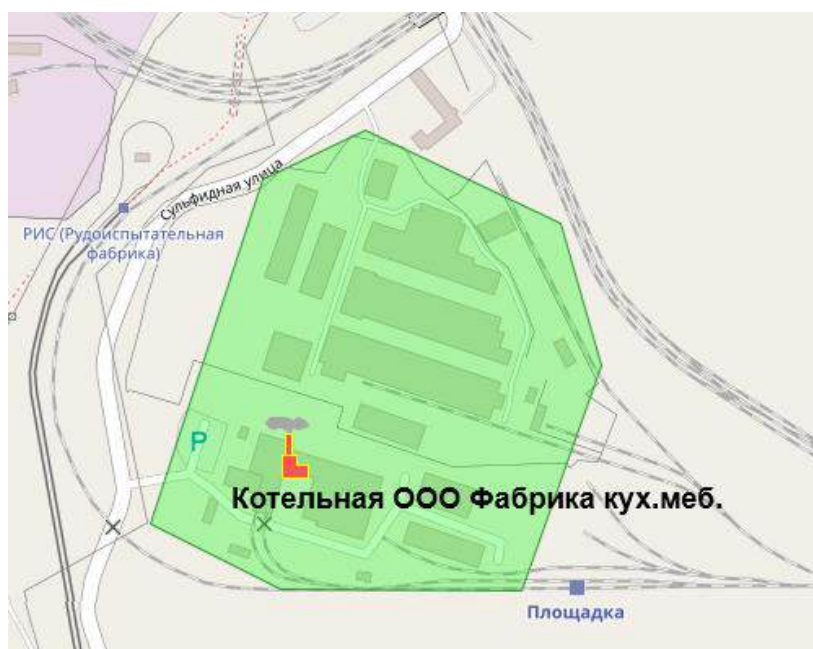 Сульфидная улица
РИС (Рудоиспытательная
фабрика)
P
Котельная ООО Фабрика кух.меб.
Площадка